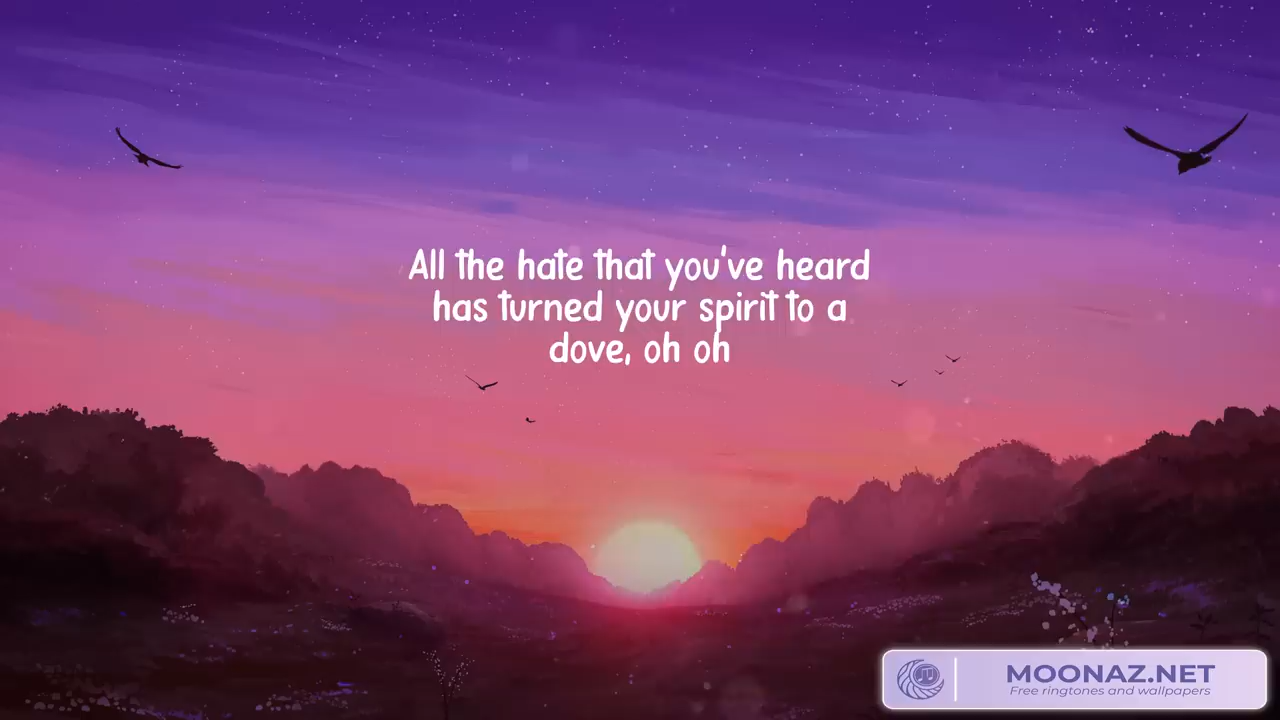 All the hate that you've heard
has turned your spirit to a
dove, oh oh
MOONAZ.NET
Free ringtones and wallpapers